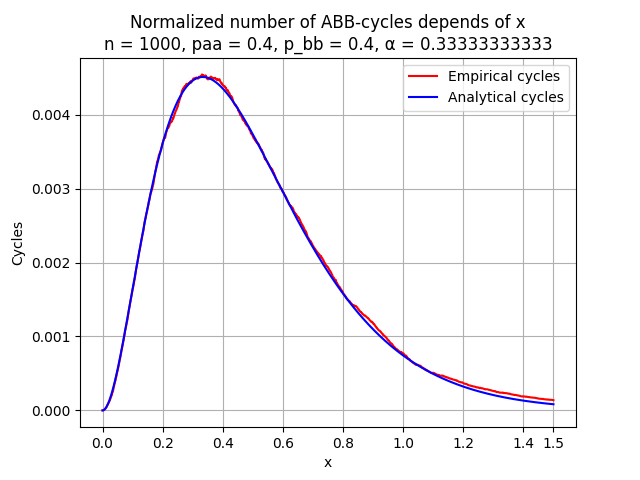 Normalized number of ABB-cycles depends of x
n = 1000, paa = 0.4, p_bb = 0.4, α = 0.33333333333
Empirical cycles
Analytical cycles
0.004
0.003
0.002
0.001
0.000
Cycles
0.0 0.2 0.4 0.6 0.8 1.0 1.2 1.4 1.5
x